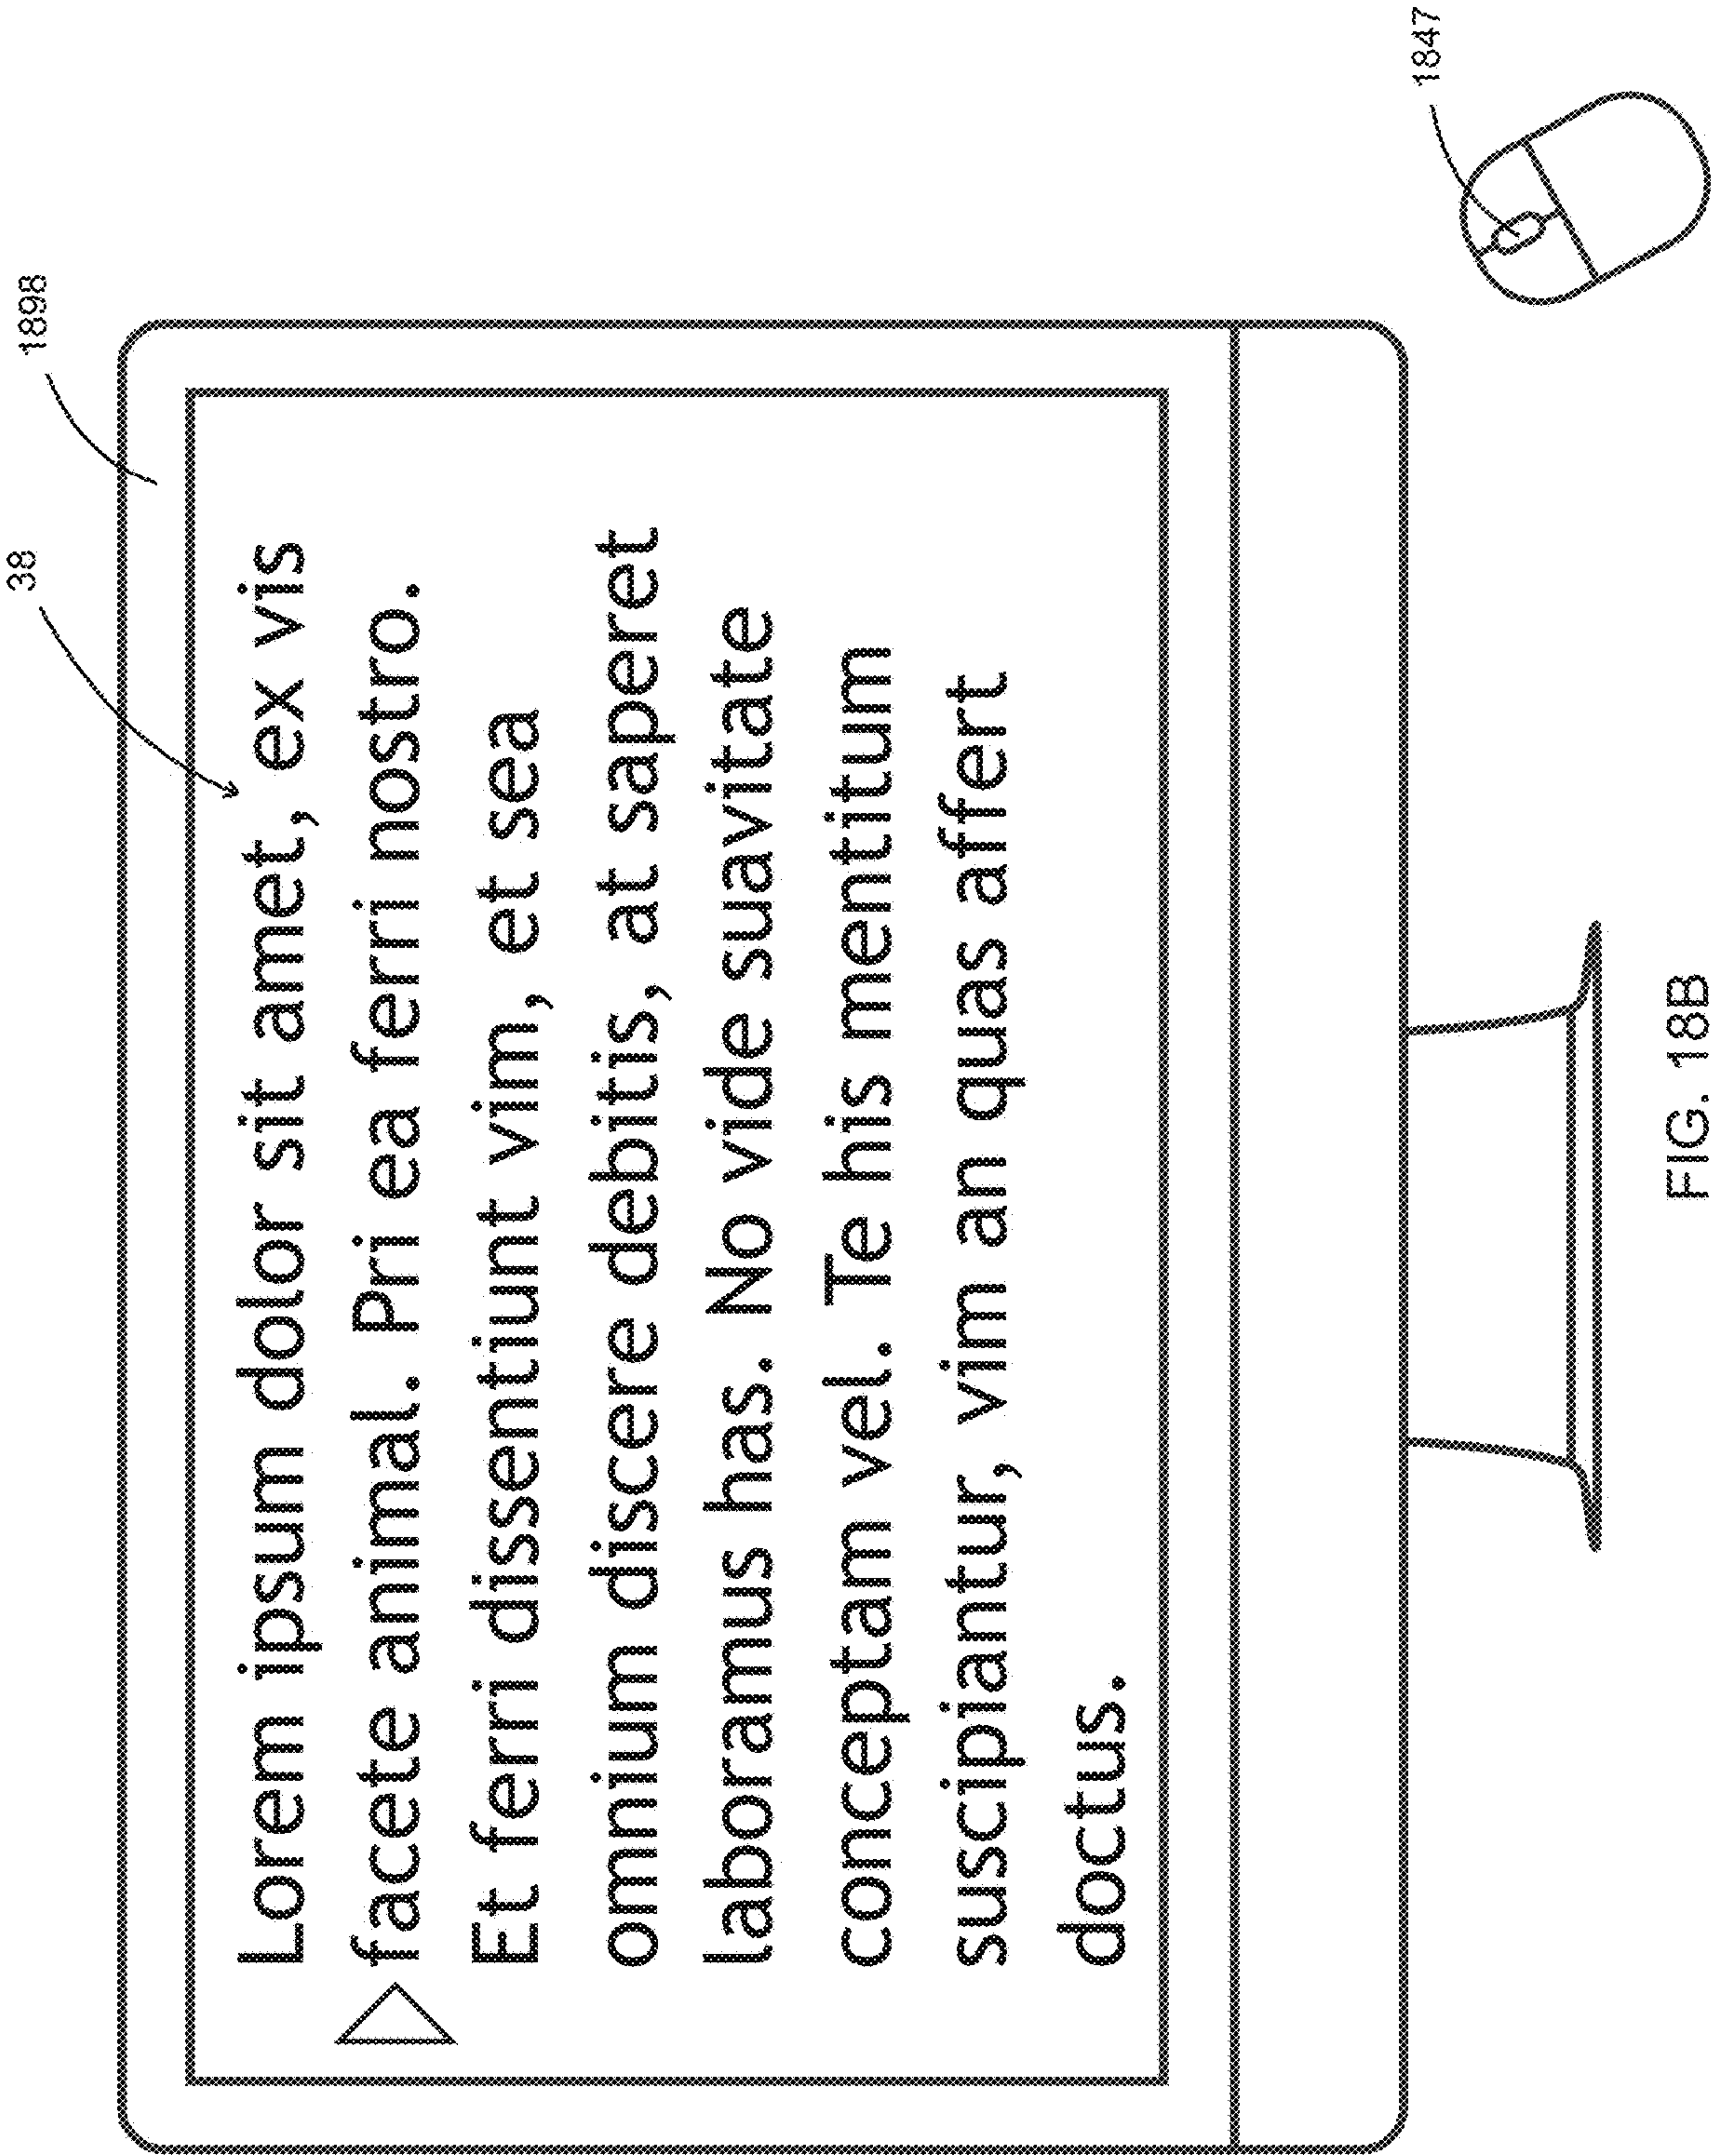 38
1898
Lorem ipsum dolor sit amet, ex vis
facete animal. Pri ea ferri nostro.
Et ferri dissentiunt vim, et sea
omnium discere debitis, at saperet
laboramus has. No vide suavitate
conceptam vel. Te his mentitum
suscipiantur, vim an quas affert
doctus.
1847
FIG. 18B